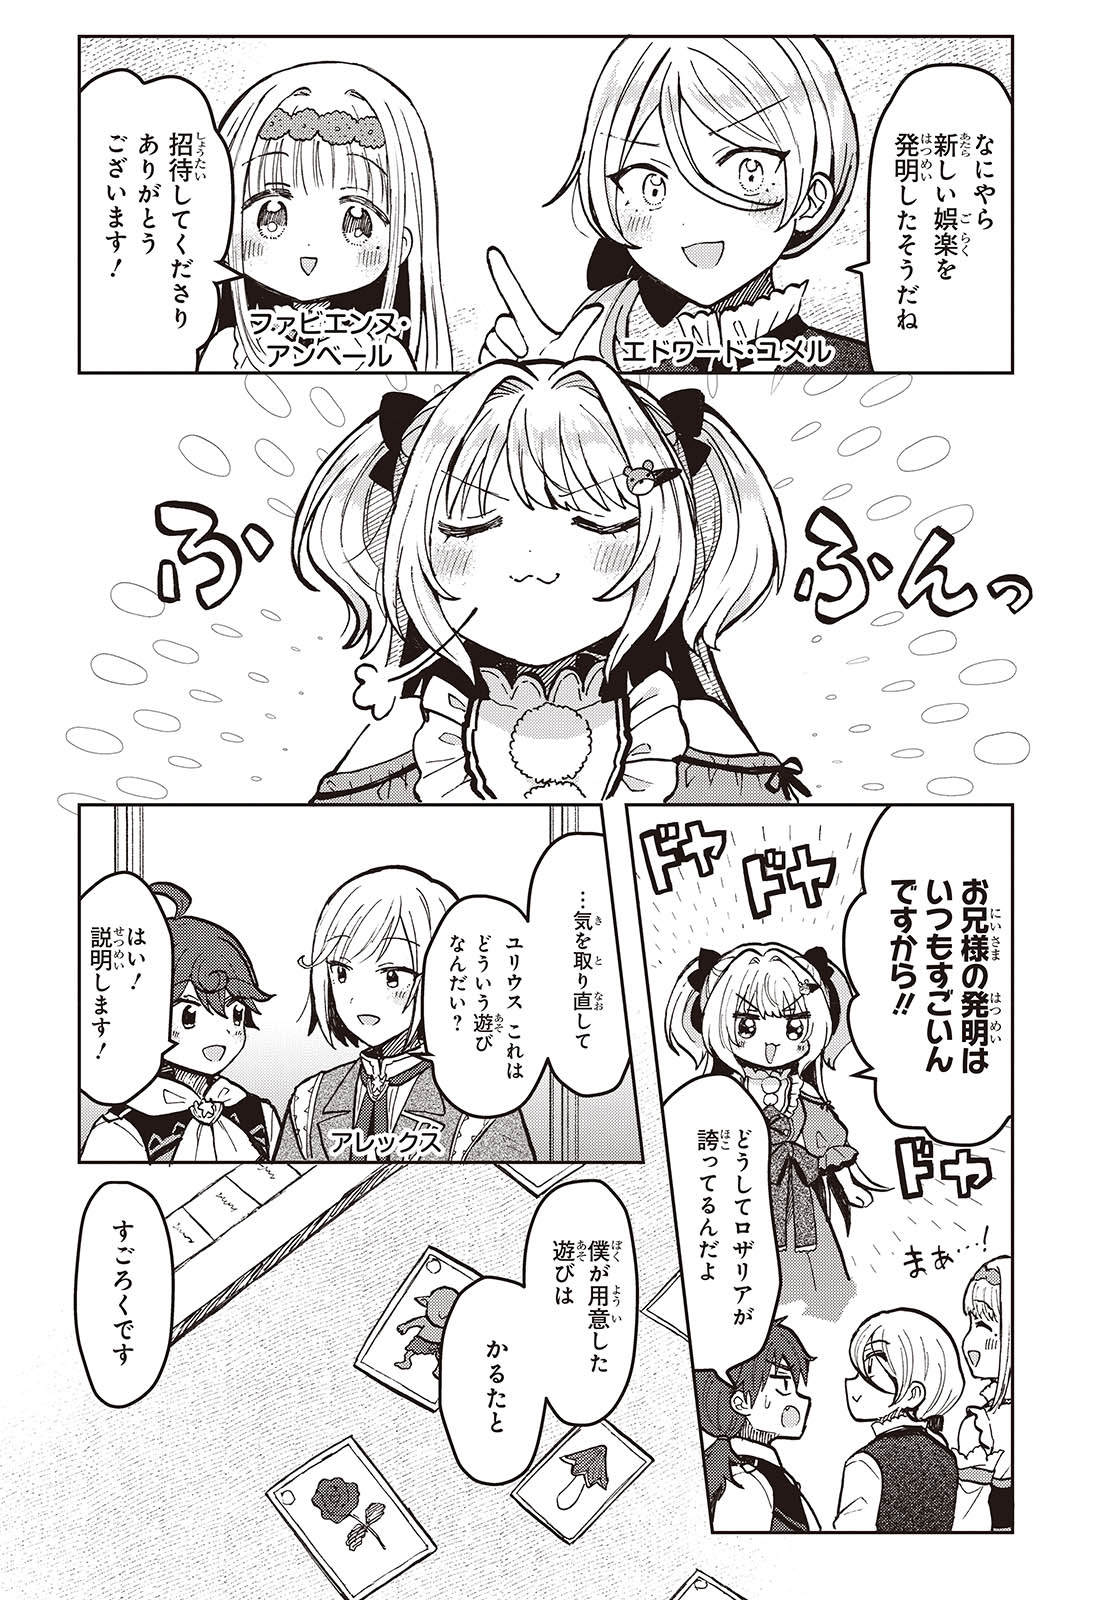 なにやら
新しい娯楽を
発明したそうだね
エドワード・ユメル
招待してくださり
ありがとう
ございます!
ファビエンヌ・
アンベール
ふふんっ
お兄様の発明は
いつもすごいん
ですから!!
ドヤ
ドヤ
ドヤ
どうしてロザリアが
誇ってるんだよ
まぁ…!
…気を取り直して
ユリウス これは
どういう遊び
なんだい?
アレックス
はい!
説明します!
僕が用意した
遊びは
かるたと
すごろくです